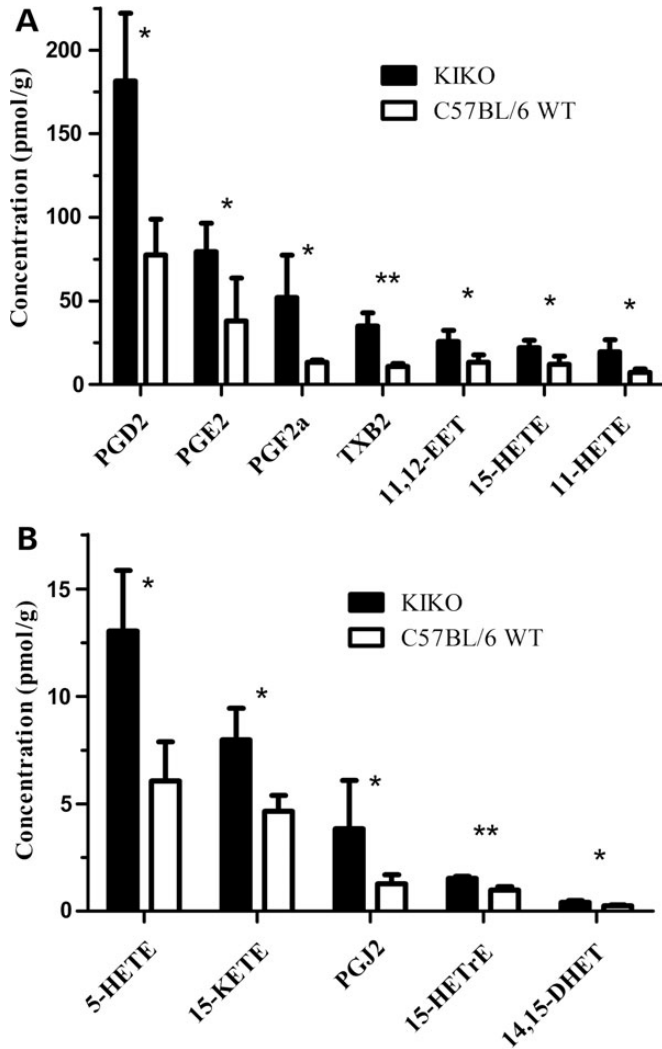 A
Concentration (pmol/g)
200
150
100
50
0
KIKO
C57BL/6 WT
*
*
*
**
*
*
*
PGD2
PGE2
PGF2a
TXB2
11,12-EET
15-HETE
11-HETE
B
Concentration (pmol/g)
15
10
5
0
KIKO
C57BL/6 WT
*
*
*
**
*
5-HETE
15-KETE
PGJ2
15-HETrE
14,15-DHET